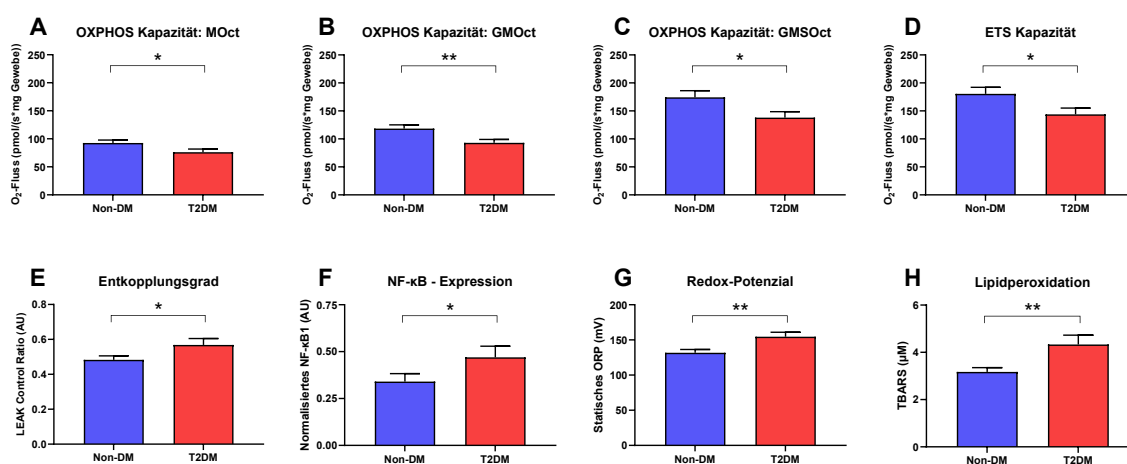 A
OXPHOS Kapazität: MOct
O₂-Fluss (pmol/(s*mg Gewebe))
250
200
150
100
50
0
*
Non-DM T2DM
B
OXPHOS Kapazität: GMOct
O₂-Fluss (pmol/(s*mg Gewebe))
250
200
150
100
50
0
**
Non-DM T2DM
C
OXPHOS Kapazität: GMSOct
O₂-Fluss (pmol/(s*mg Gewebe))
250
200
150
100
50
0
*
Non-DM T2DM
D
ETS Kapazität
O₂-Fluss (pmol/(s*mg Gewebe))
250
200
150
100
50
0
*
Non-DM T2DM
E
Entkopplungsgrad
LEAK Control Ratio (AU)
0.8
0.6
0.4
0.2
0.0
*
Non-DM T2DM
F
NF-κB - Expression
Normalisiertes NF-κB1 (AU)
0.75
0.50
0.25
0.00
*
Non-DM T2DM
G
Redox-Potenzial
Statisches ORP (mV)
200
150
100
50
0
**
Non-DM T2DM
H
Lipidperoxidation
TBARS (µM)
6
4
2
0
**
Non-DM T2DM